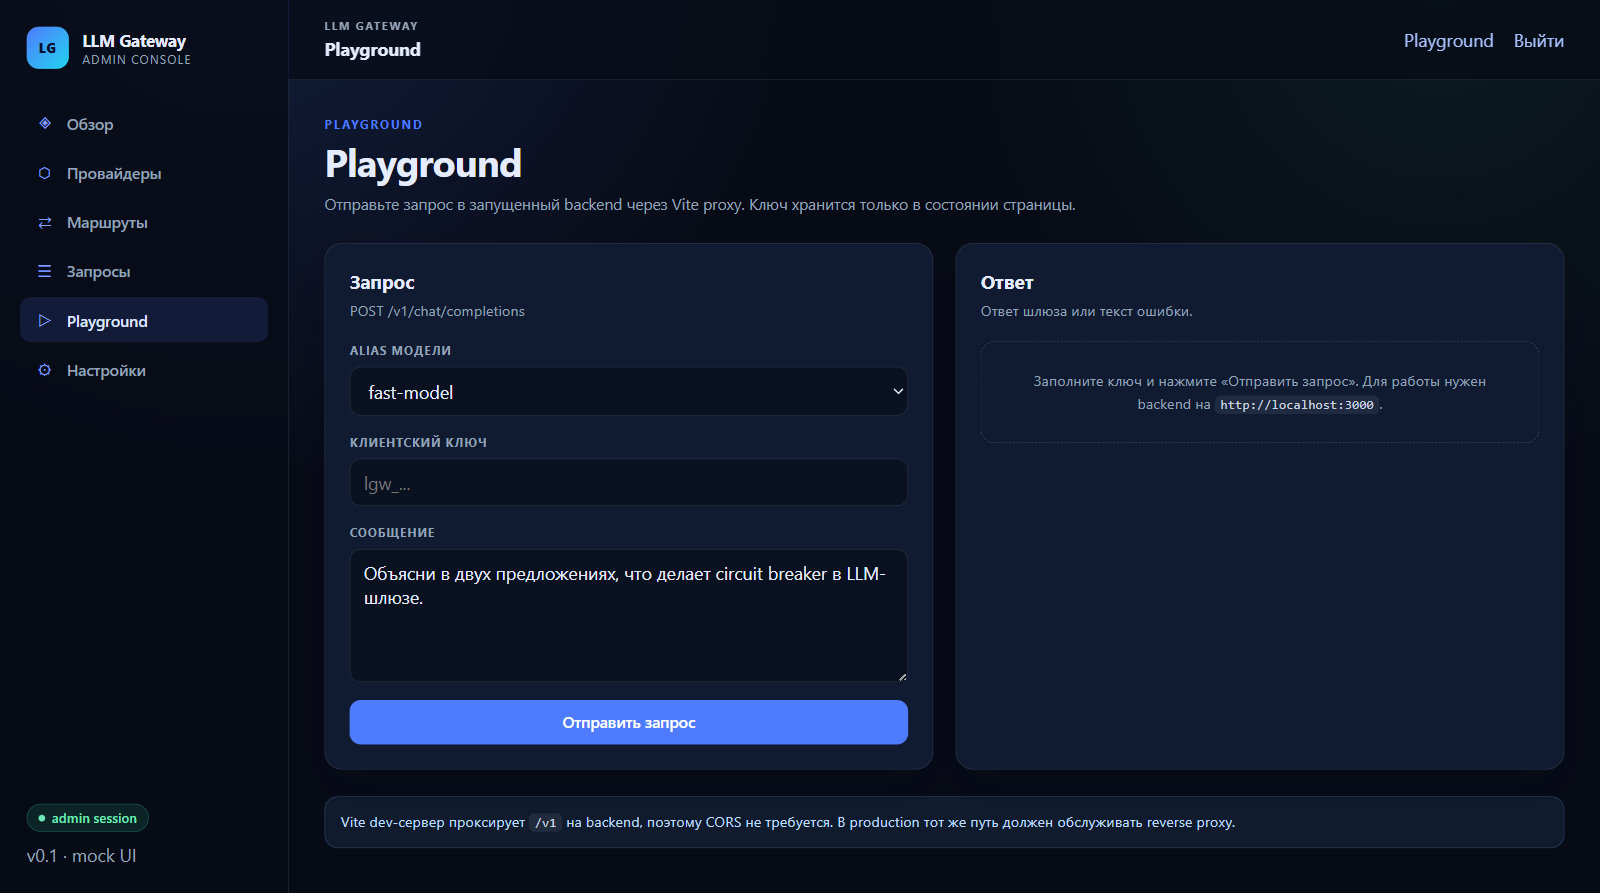 LG
LLM Gateway
ADMIN CONSOLE
Обзор
Провайдеры
Маршруты
Запросы
Playground
Настройки
admin session
v0.1 · mock UI
LLM GATEWAY
Playground
Playground
Выйти
PLAYGROUND
Playground
Отправьте запрос в запущенный backend через Vite proxy. Ключ хранится только в состоянии страницы.
Запрос
POST /v1/chat/completions
ALIAS МОДЕЛИ
fast-model
КЛИЕНТСКИЙ КЛЮЧ
lgw_...
СООБЩЕНИЕ
Объясни в двух предложениях, что делает circuit breaker в LLM-
шлюзе.
Отправить запрос
Ответ
Ответ шлюза или текст ошибки.
Заполните ключ и нажмите «Отправить запрос». Для работы нужен
backend на http://localhost:3000.
Vite dev-сервер проксирует /v1 на backend, поэтому CORS не требуется. В production тот же путь должен обслуживать reverse proxy.